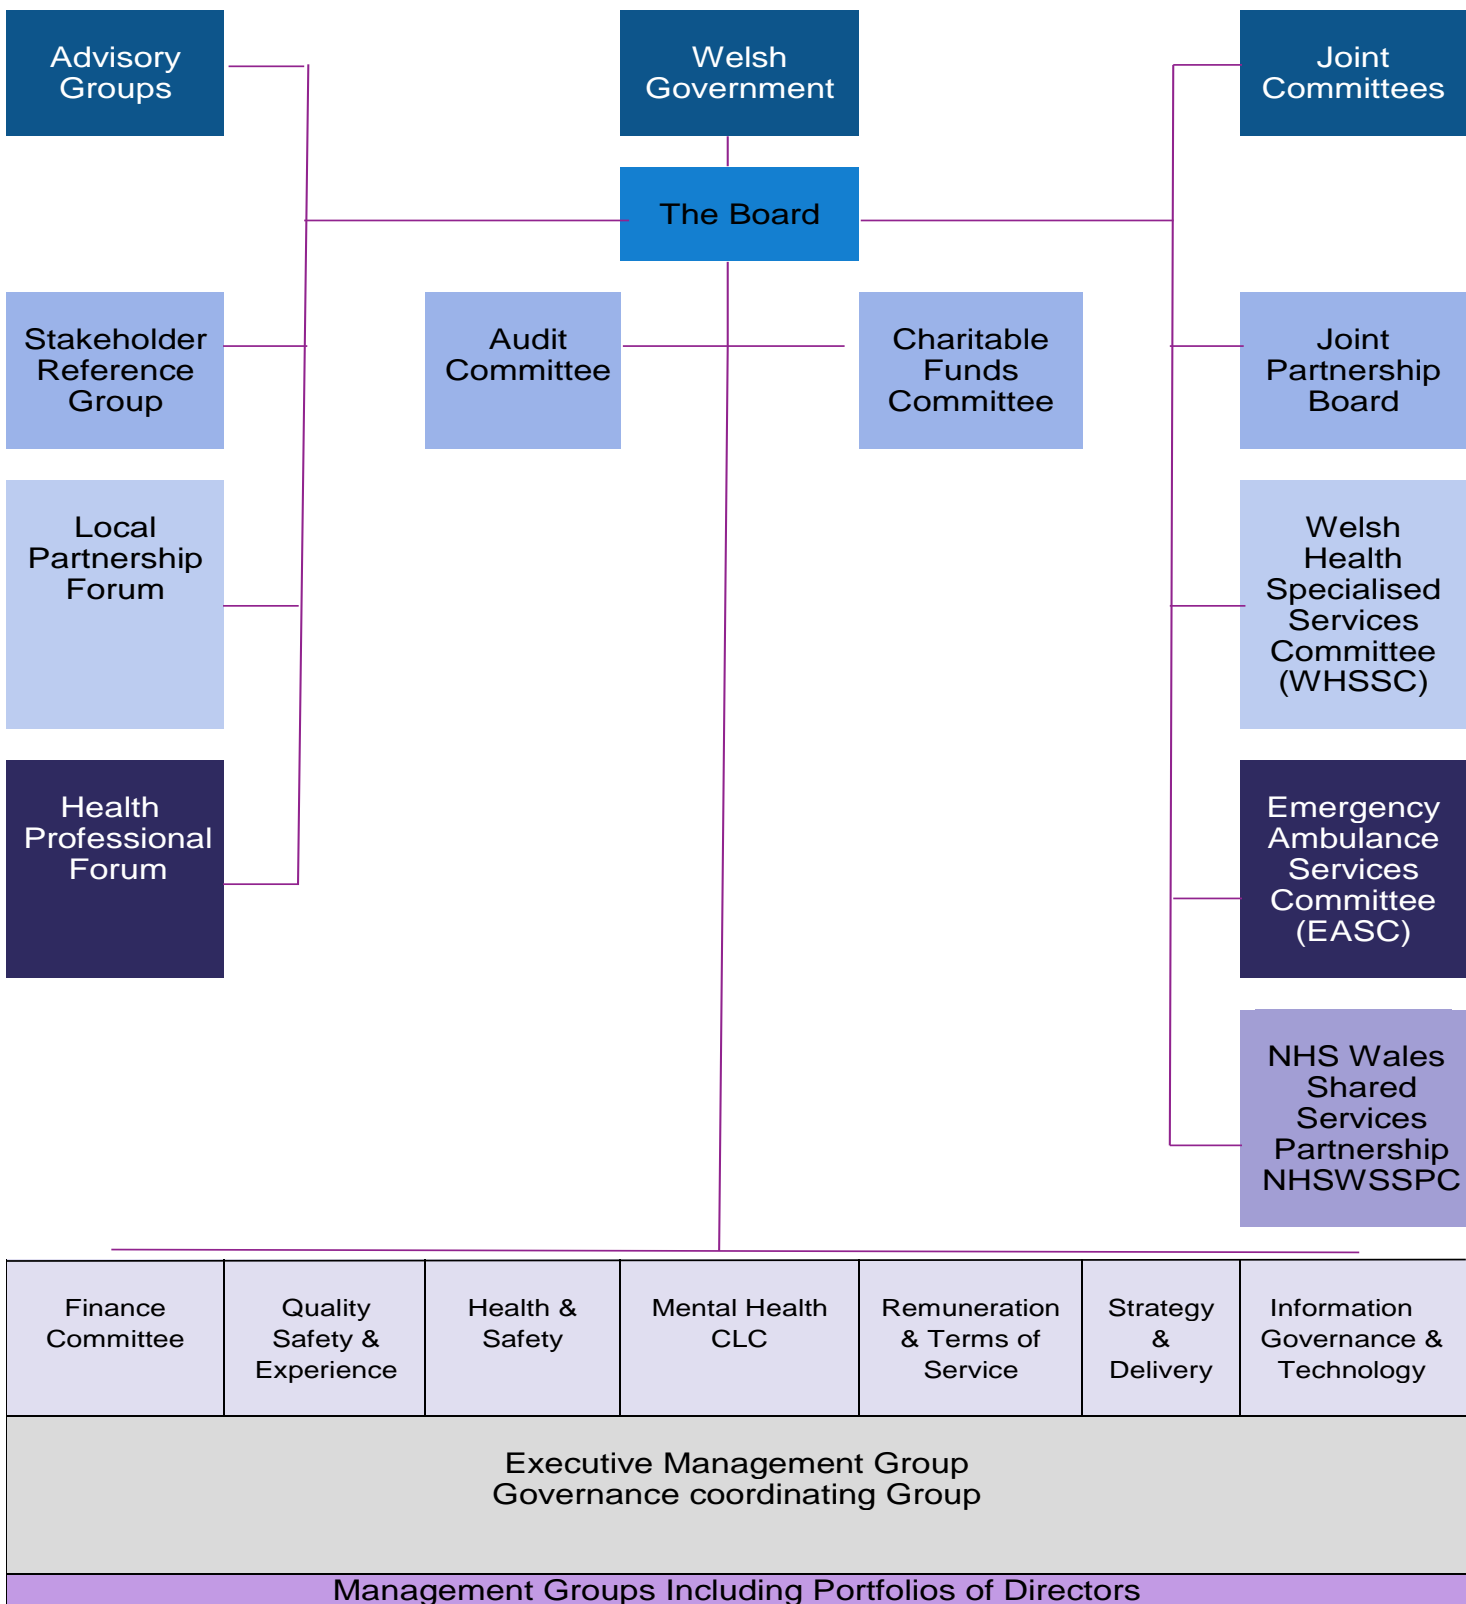 Advisory
Groups
Welsh
Government
Joint
Committees
The Board
Stakeholder
Reference
Group
Audit
Committee
Charitable
Funds
Committee
Joint
Partnership
Board
Local
Partnership
Forum
Welsh
Health
Specialised
Services
Committee
(WHSSC)
Health
Professional
Forum
Emergency
Ambulance
Services
Committee
(EASC)
NHS Wales
Shared
Services
Partnership
NHSWSSPC
Finance
Committee
Quality
Safety &
Experience
Health &
Safety
Mental Health
CLC
Remuneration
& Terms of
Service
Strategy
&
Delivery
Information
Governance &
Technology
Executive Management Group
Governance coordinating Group
Management Groups Including Portfolios of Directors